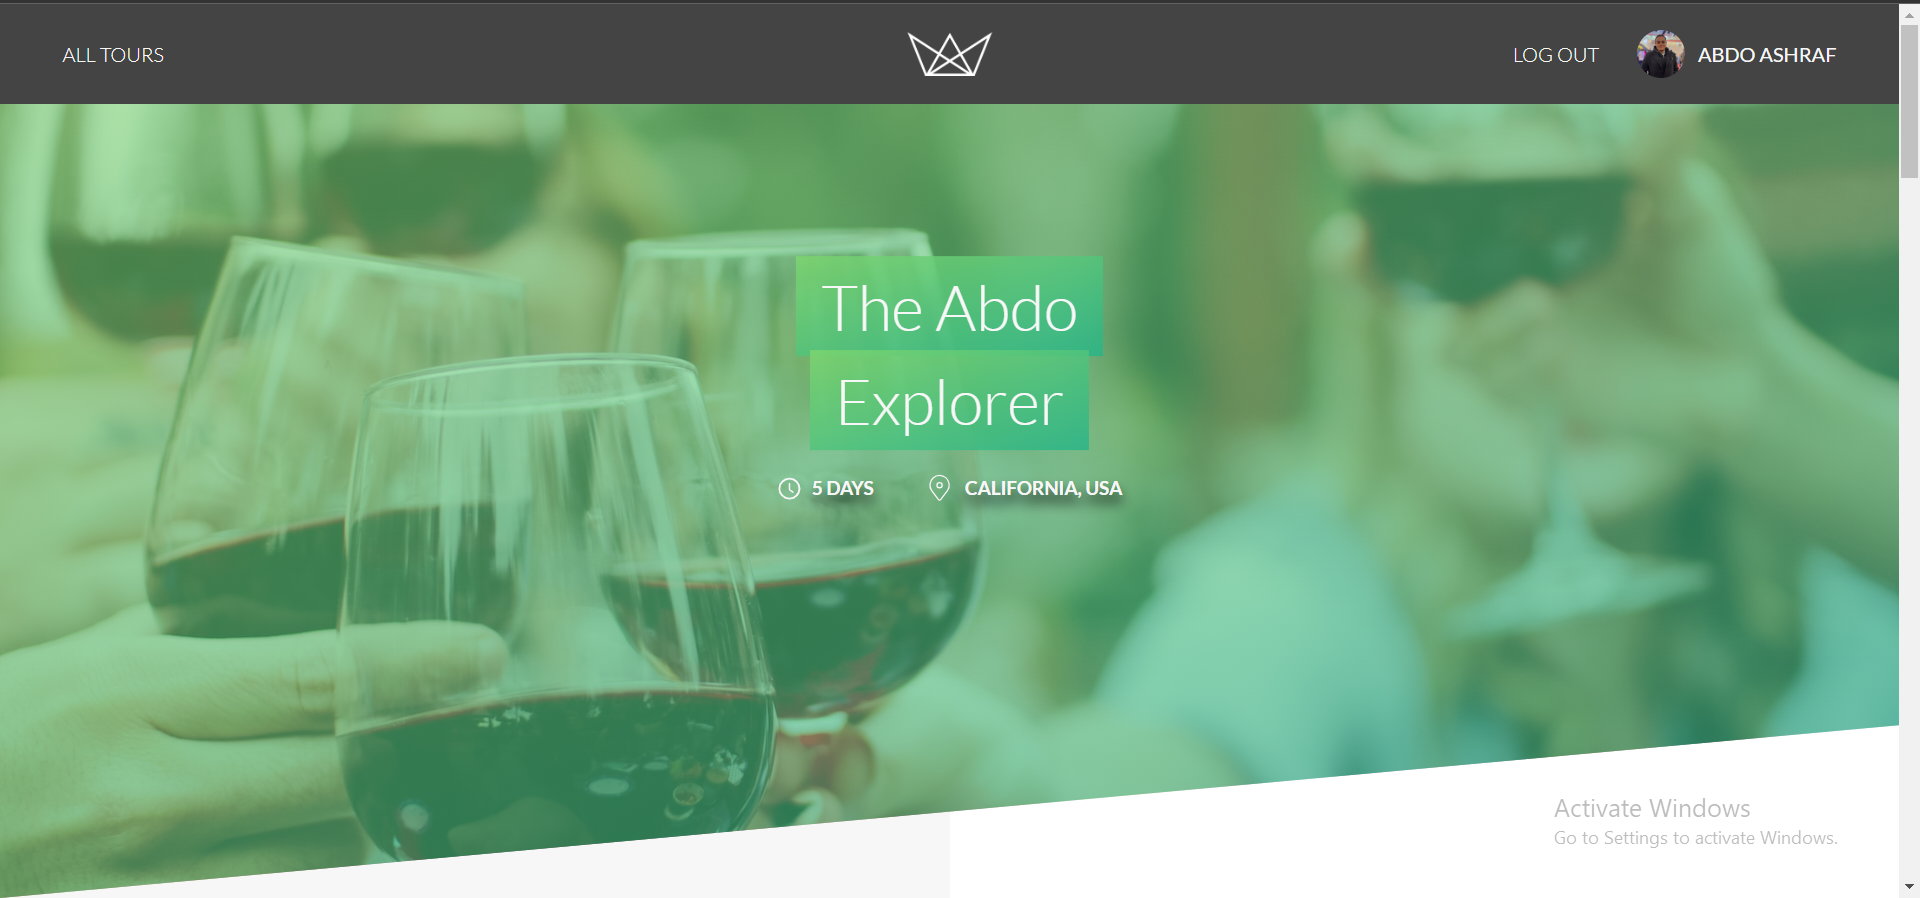 ALL TOURS
LOG OUT
ABDO ASHRAF
The Abdo
Explorer
5 DAYS
CALIFORNIA, USA
Activate Windows
Go to Settings to activate Windows.